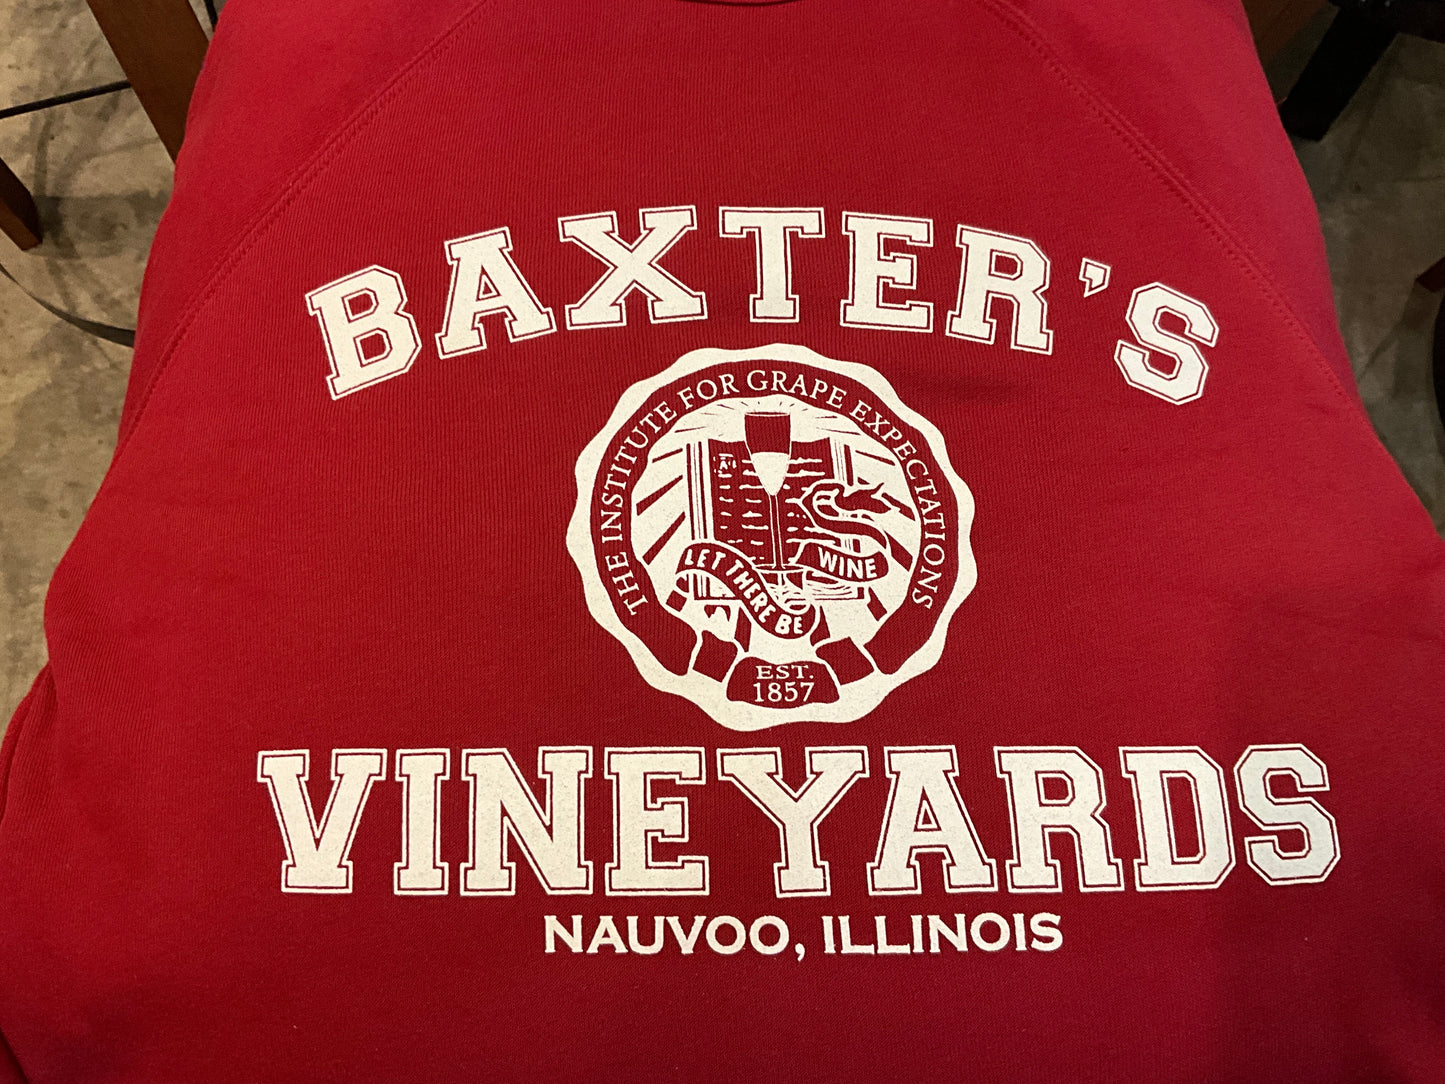 BAXTER'S
THE INSTITUTE FOR GRAPE EXPECTATIONS
LET THERE BE WINE
EST.
1857
VINEYARDS
NAUVOO, ILLINOIS